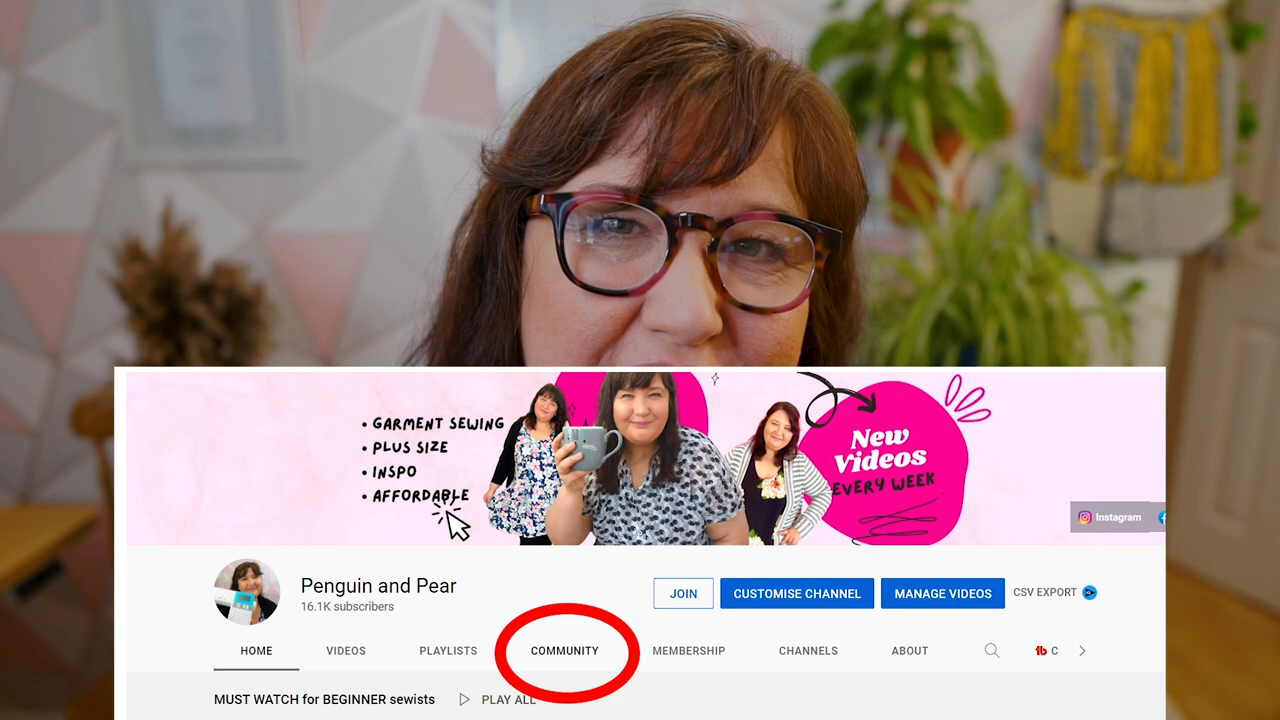 • GARMENT SEWING
• PLUS SIZE
• INSPO
• AFFORDABLE
New
Videos
EVERY WEEK
Instagram
Penguin and Pear
16.1K subscribers
JOIN
CUSTOMISE CHANNEL
MANAGE VIDEOS
CSV EXPORT
HOME
VIDEOS
PLAYLISTS
COMMUNITY
MEMBERSHIP
CHANNELS
ABOUT
tb C
MUST WATCH for BEGINNER sewists
PLAY ALL